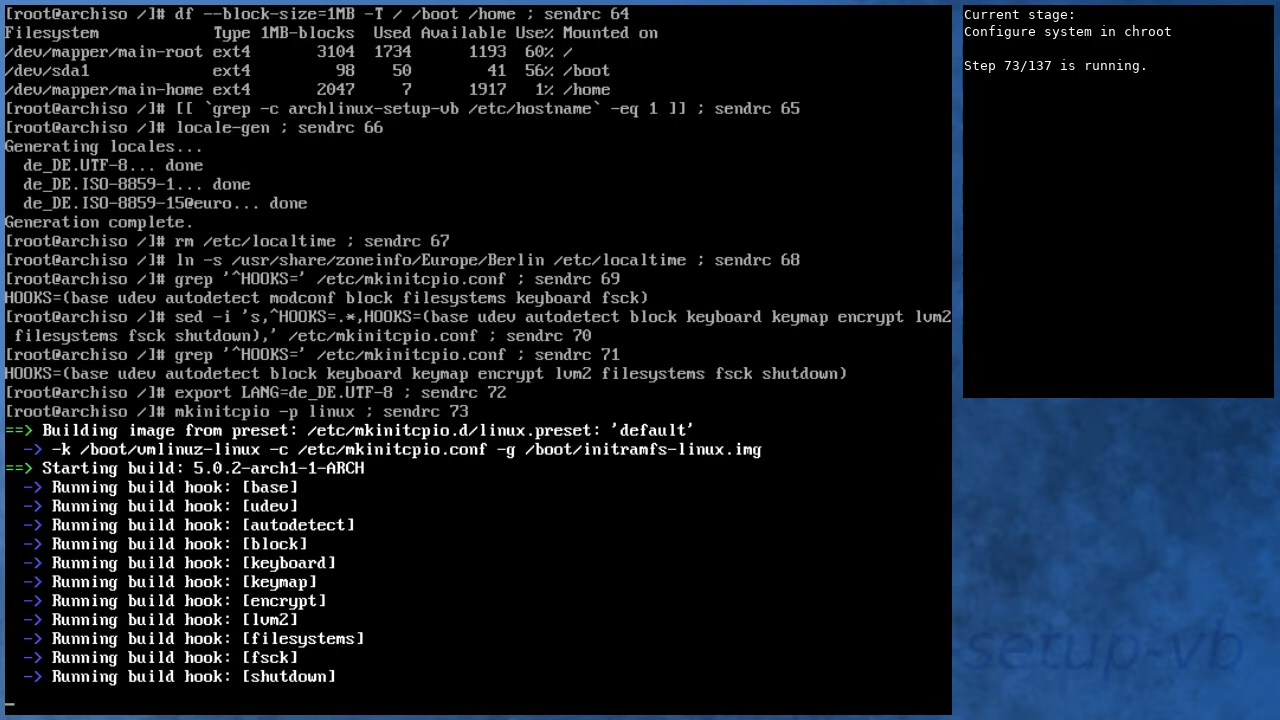 [root@archiso /]# df --block-size=1MB -T / /boot /home ; sendrc 64
Filesystem            Type 1MB-blocks  Used Available Use% Mounted on
/dev/mapper/main-root ext4       3104  1734      1193  60% /
/dev/sda1             ext4         98    50        41  56% /boot
/dev/mapper/main-home ext4       2047     7      1917   1% /home
[root@archiso /]# [[ `grep -c archlinux-setup-vb /etc/hostname` -eq 1 ]] ; sendrc 65
[root@archiso /]# locale-gen ; sendrc 66
Generating locales...
  de_DE.UTF-8... done
  de_DE.ISO-8859-1... done
  de_DE.ISO-8859-15@euro... done
Generation complete.
[root@archiso /]# rm /etc/localtime ; sendrc 67
[root@archiso /]# ln -s /usr/share/zoneinfo/Europe/Berlin /etc/localtime ; sendrc 68
[root@archiso /]# grep '^HOOKS=' /etc/mkinitcpio.conf ; sendrc 69
HOOKS=(base udev autodetect modconf block filesystems keyboard fsck)
[root@archiso /]# sed -i 's,^HOOKS=.*,HOOKS=(base udev autodetect block keyboard keymap encrypt lvm2
 filesystems fsck shutdown),' /etc/mkinitcpio.conf ; sendrc 70
[root@archiso /]# grep '^HOOKS=' /etc/mkinitcpio.conf ; sendrc 71
HOOKS=(base udev autodetect block keyboard keymap encrypt lvm2 filesystems fsck shutdown)
[root@archiso /]# export LANG=de_DE.UTF-8 ; sendrc 72
[root@archiso /]# mkinitcpio -p linux ; sendrc 73
==> Building image from preset: /etc/mkinitcpio.d/linux.preset: 'default'
  -> -k /boot/vmlinuz-linux -c /etc/mkinitcpio.conf -g /boot/initramfs-linux.img
==> Starting build: 5.0.2-arch1-1-ARCH
  -> Running build hook: [base]
  -> Running build hook: [udev]
  -> Running build hook: [autodetect]
  -> Running build hook: [block]
  -> Running build hook: [keyboard]
  -> Running build hook: [keymap]
  -> Running build hook: [encrypt]
  -> Running build hook: [lvm2]
  -> Running build hook: [filesystems]
  -> Running build hook: [fsck]
  -> Running build hook: [shutdown]
Current stage:
Configure system in chroot
Step 73/137 is running.
setup-vb